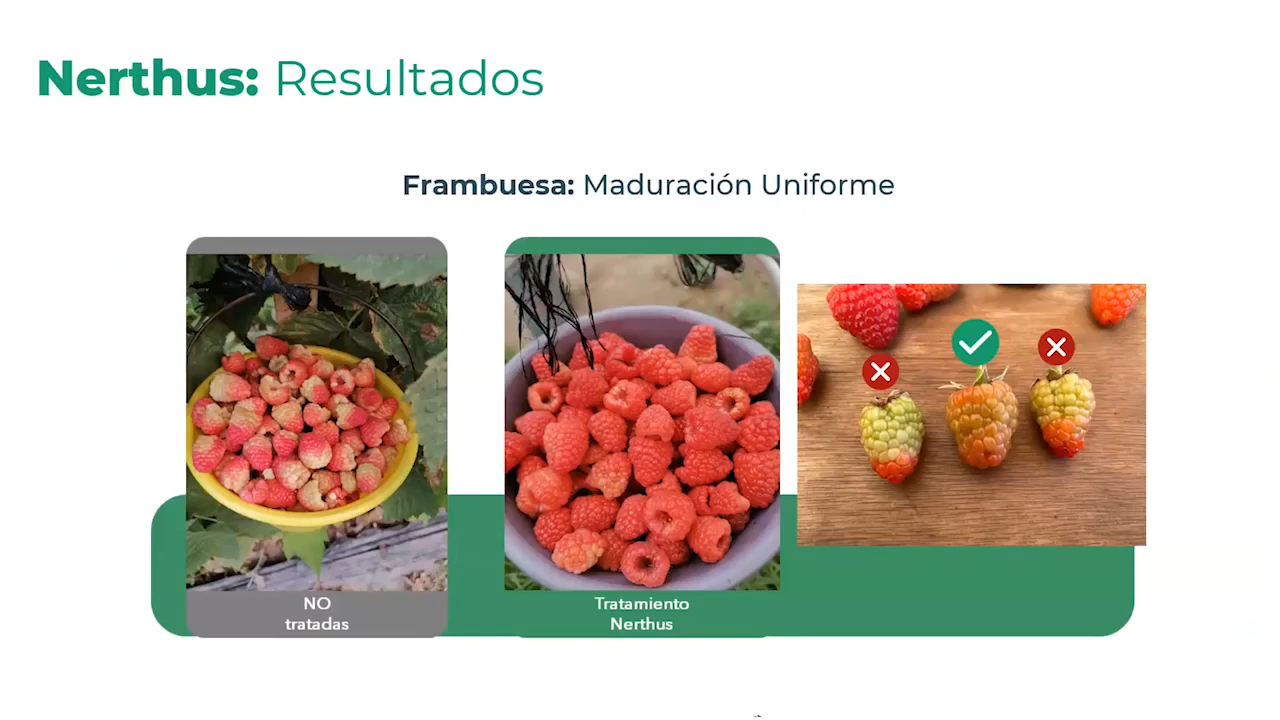 Nerthus: Resultados
Frambuesa: Maduración Uniforme
NO
tratadas
Tratamiento
Nerthus